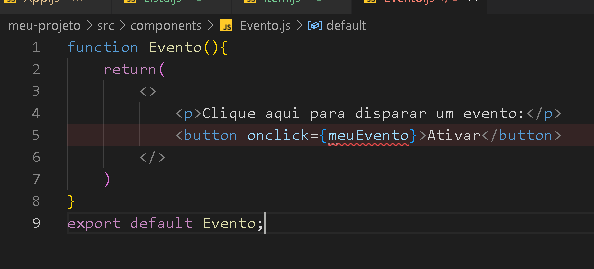 meu-projeto > src > components > JS Evento.js > default
1 function Evento(){
2 return(
3 <>
4 <p>Clique aqui para disparar um evento:</p>
5 <button onclick={meuEvento}>Ativar</button>
6 </>
7 )
8 }
9 export default Evento;